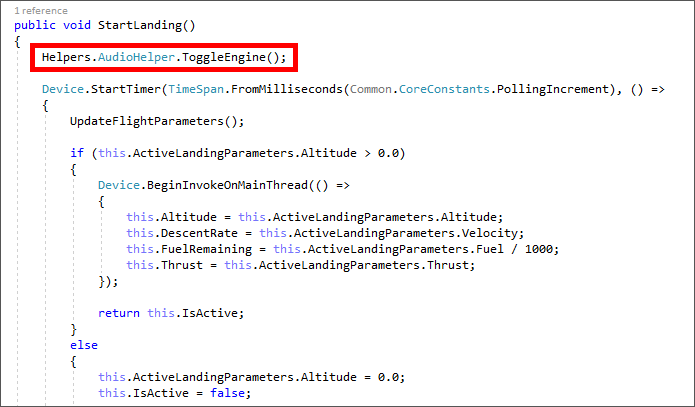 1 reference
public void StartLanding()
{
Helpers.AudioHelper.ToggleEngine();
Device.StartTimer(TimeSpan.FromMilliseconds(Common.CoreConstants.PollingIncrement), () =>
{
UpdateFlightParameters();
if (this.ActiveLandingParameters.Altitude > 0.0)
{
Device.BeginInvokeOnMainThread(() =>
{
this.Altitude = this.ActiveLandingParameters.Altitude;
this.DescentRate = this.ActiveLandingParameters.Velocity;
this.FuelRemaining = this.ActiveLandingParameters.Fuel / 1000;
this.Thrust = this.ActiveLandingParameters.Thrust;
});
return this.IsActive;
}
else
{
this.ActiveLandingParameters.Altitude = 0.0;
this.IsActive = false;